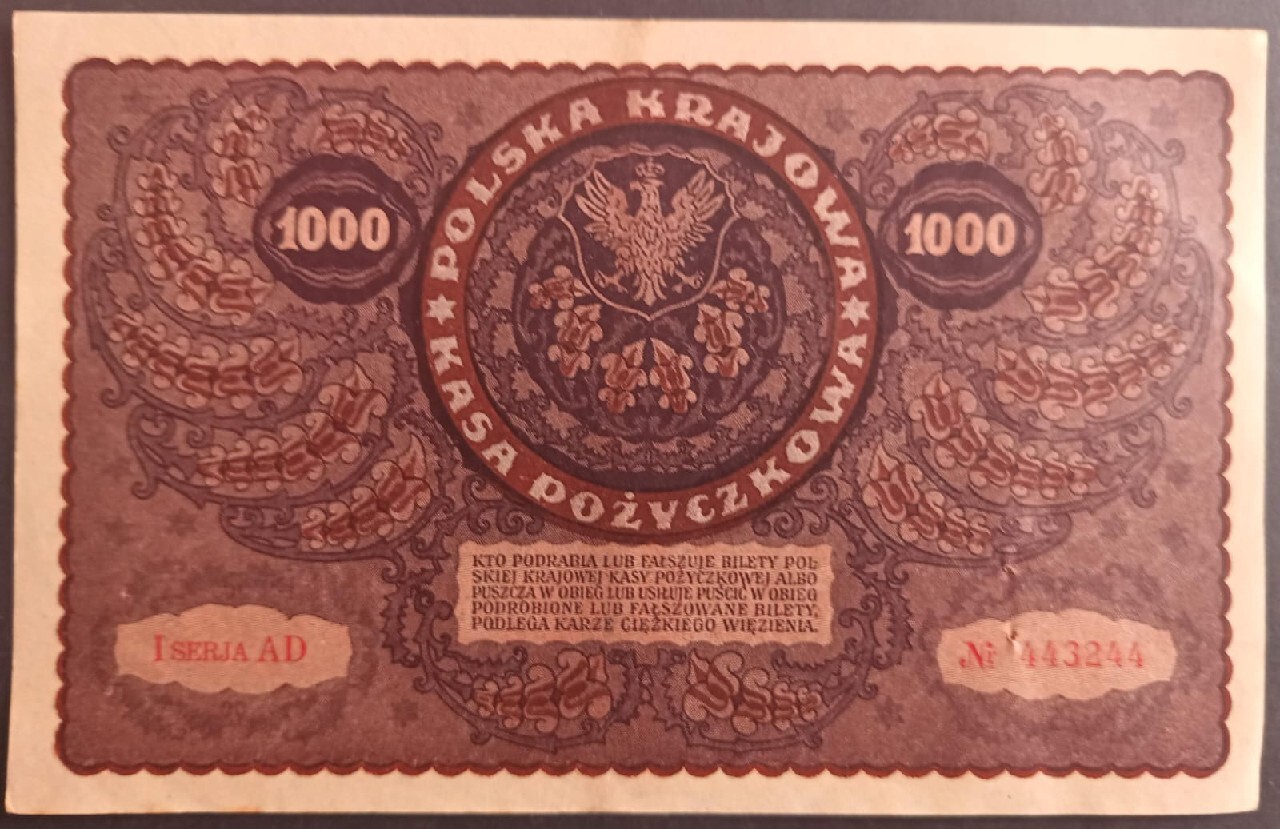 POLSKA KRAJOWA
1000
1000
★ KASA POŻYCZKOWA ★
KTO PODRABIA LUB FAŁSZUJE BILETY POL-
SKIEJ KRAJOWEJ KASY POŻYCZKOWEJ ALBO
PUSZCZA W OBIEG LUB USIŁUJE PUŚCIĆ W OBIEG
PODROBIONE LUB FAŁSZOWANE BILETY,
PODLEGA KARZE CIĘŻKIEGO WIĘZIENIA.
I SERJA AD
№ 443244